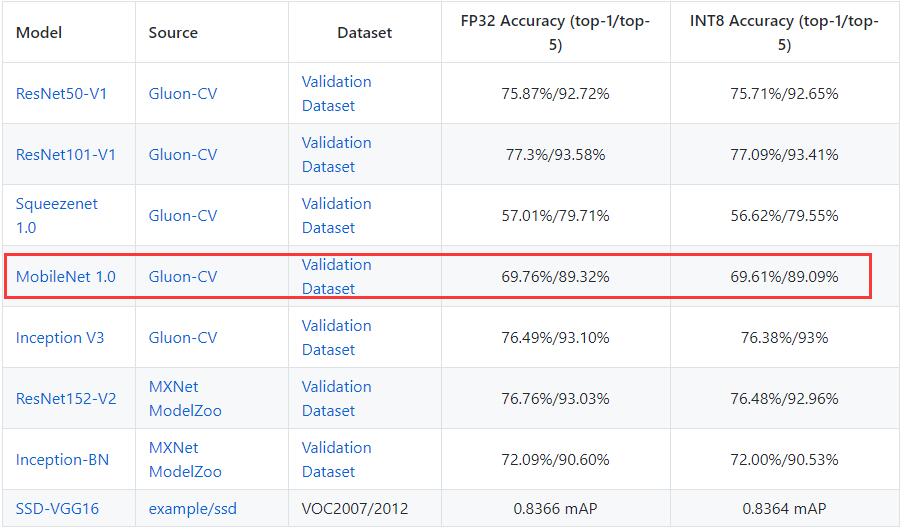 Model Source Dataset FP32 Accuracy (top-1/top-5) INT8 Accuracy (top-1/top-5)
ResNet50-V1 Gluon-CV Validation Dataset 75.87%/92.72% 75.71%/92.65%
ResNet101-V1 Gluon-CV Validation Dataset 77.3%/93.58% 77.09%/93.41%
Squeezenet 1.0 Gluon-CV Validation Dataset 57.01%/79.71% 56.62%/79.55%
MobileNet 1.0 Gluon-CV Validation Dataset 69.76%/89.32% 69.61%/89.09%
Inception V3 Gluon-CV Validation Dataset 76.49%/93.10% 76.38%/93%
ResNet152-V2 MXNet ModelZoo Validation Dataset 76.76%/93.03% 76.48%/92.96%
Inception-BN MXNet ModelZoo Validation Dataset 72.09%/90.60% 72.00%/90.53%
SSD-VGG16 example/ssd VOC2007/2012 0.8366 mAP 0.8364 mAP